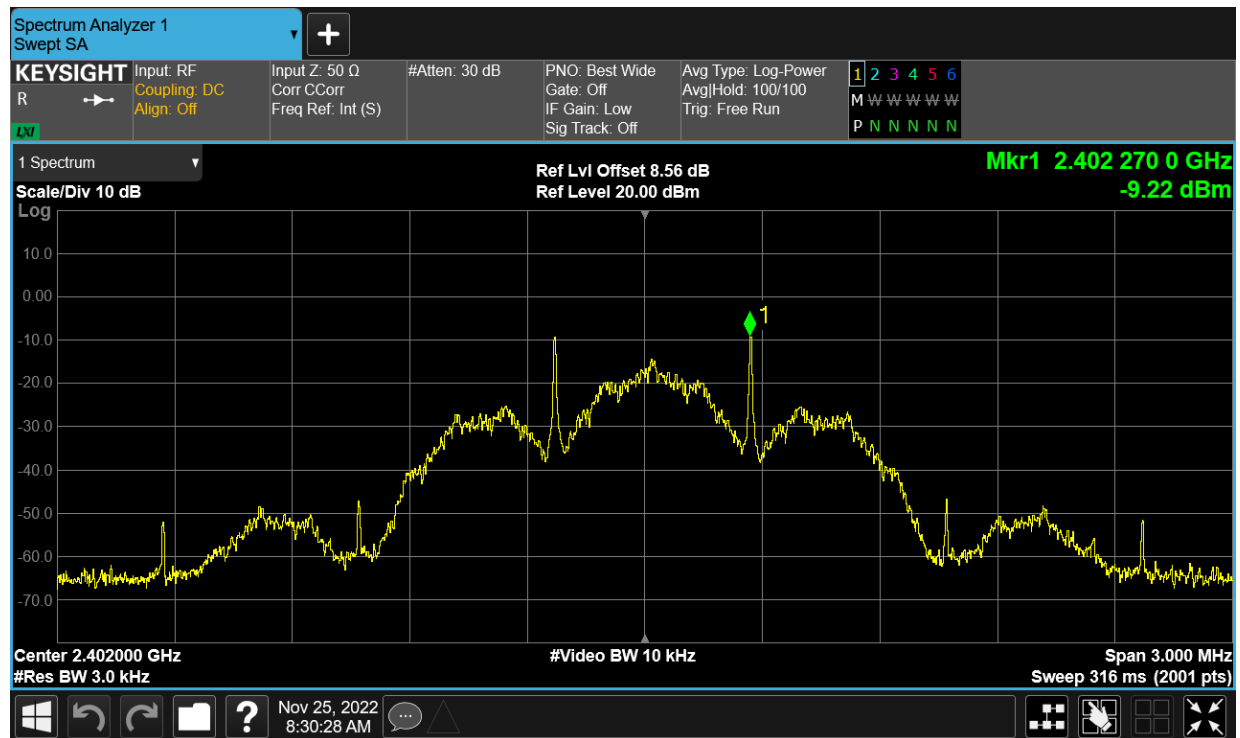 Spectrum Analyzer 1
Swept SA
KEYSIGHT
R
LXI
Input: RF
Coupling: DC
Align: Off
Input Z: 50 Ω
Corr CCorr
Freq Ref: Int (S)
#Atten: 30 dB
PNO: Best Wide
Gate: Off
IF Gain: Low
Sig Track: Off
Avg Type: Log-Power
Avg|Hold: 100/100
Trig: Free Run
1 2 3 4 5 6
M W W W W W
P N N N N N
1 Spectrum
Scale/Div 10 dB
Ref Lvl Offset 8.56 dB
Ref Level 20.00 dBm
Mkr1 2.402 270 0 GHz
-9.22 dBm
Log
10.0
0.00
-10.0
-20.0
-30.0
-40.0
-50.0
-60.0
-70.0
1
Center 2.402000 GHz
#Res BW 3.0 kHz
#Video BW 10 kHz
Span 3.000 MHz
Sweep 316 ms (2001 pts)
?
Nov 25, 2022
8:30:28 AM